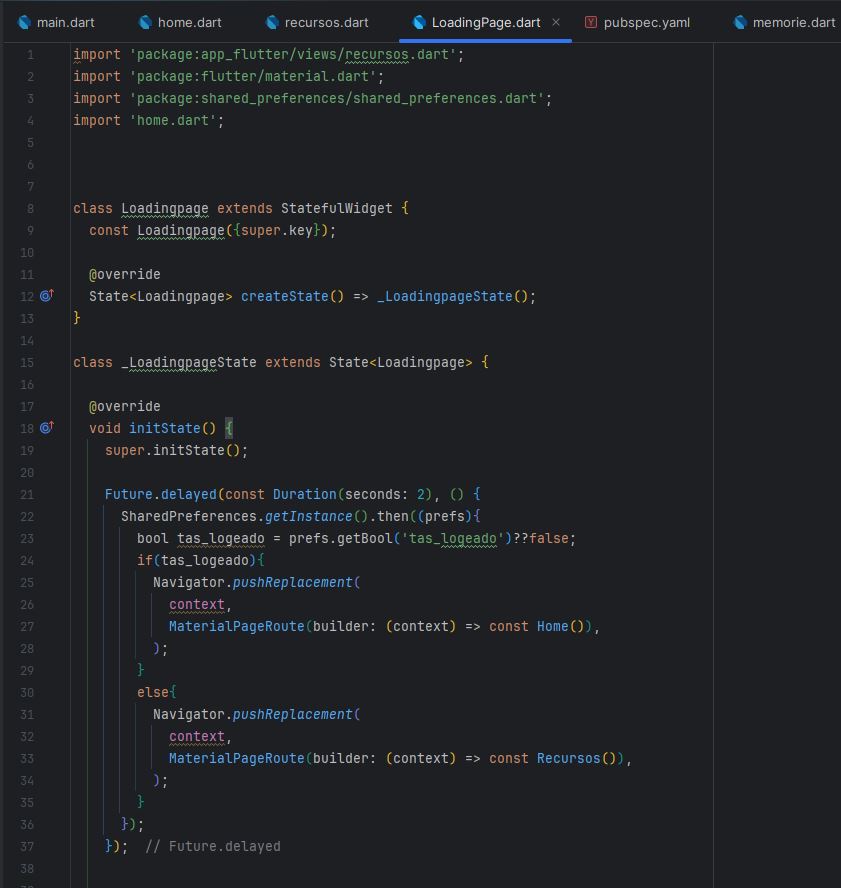 main.dart home.dart recursos.dart LoadingPage.dart × pubspec.yaml memorie.dart
1 import 'package:app_flutter/views/recursos.dart';
2 import 'package:flutter/material.dart';
3 import 'package:shared_preferences/shared_preferences.dart';
4 import 'home.dart';
5
6
7
8 class Loadingpage extends StatefulWidget {
9   const Loadingpage({super.key});
10
11   @override
12   State<Loadingpage> createState() => _LoadingpageState();
13 }
14
15 class _LoadingpageState extends State<Loadingpage> {
16
17   @override
18   void initState() {
19     super.initState();
20
21     Future.delayed(const Duration(seconds: 2), () {
22       SharedPreferences.getInstance().then((prefs){
23         bool tas_logeado = prefs.getBool('tas_logeado')??false;
24         if(tas_logeado){
25           Navigator.pushReplacement(
26             context,
27             MaterialPageRoute(builder: (context) => const Home()),
28           );
29         }
30         else{
31           Navigator.pushReplacement(
32             context,
33             MaterialPageRoute(builder: (context) => const Recursos()),
34           );
35         }
36       });
37     });  // Future.delayed
38